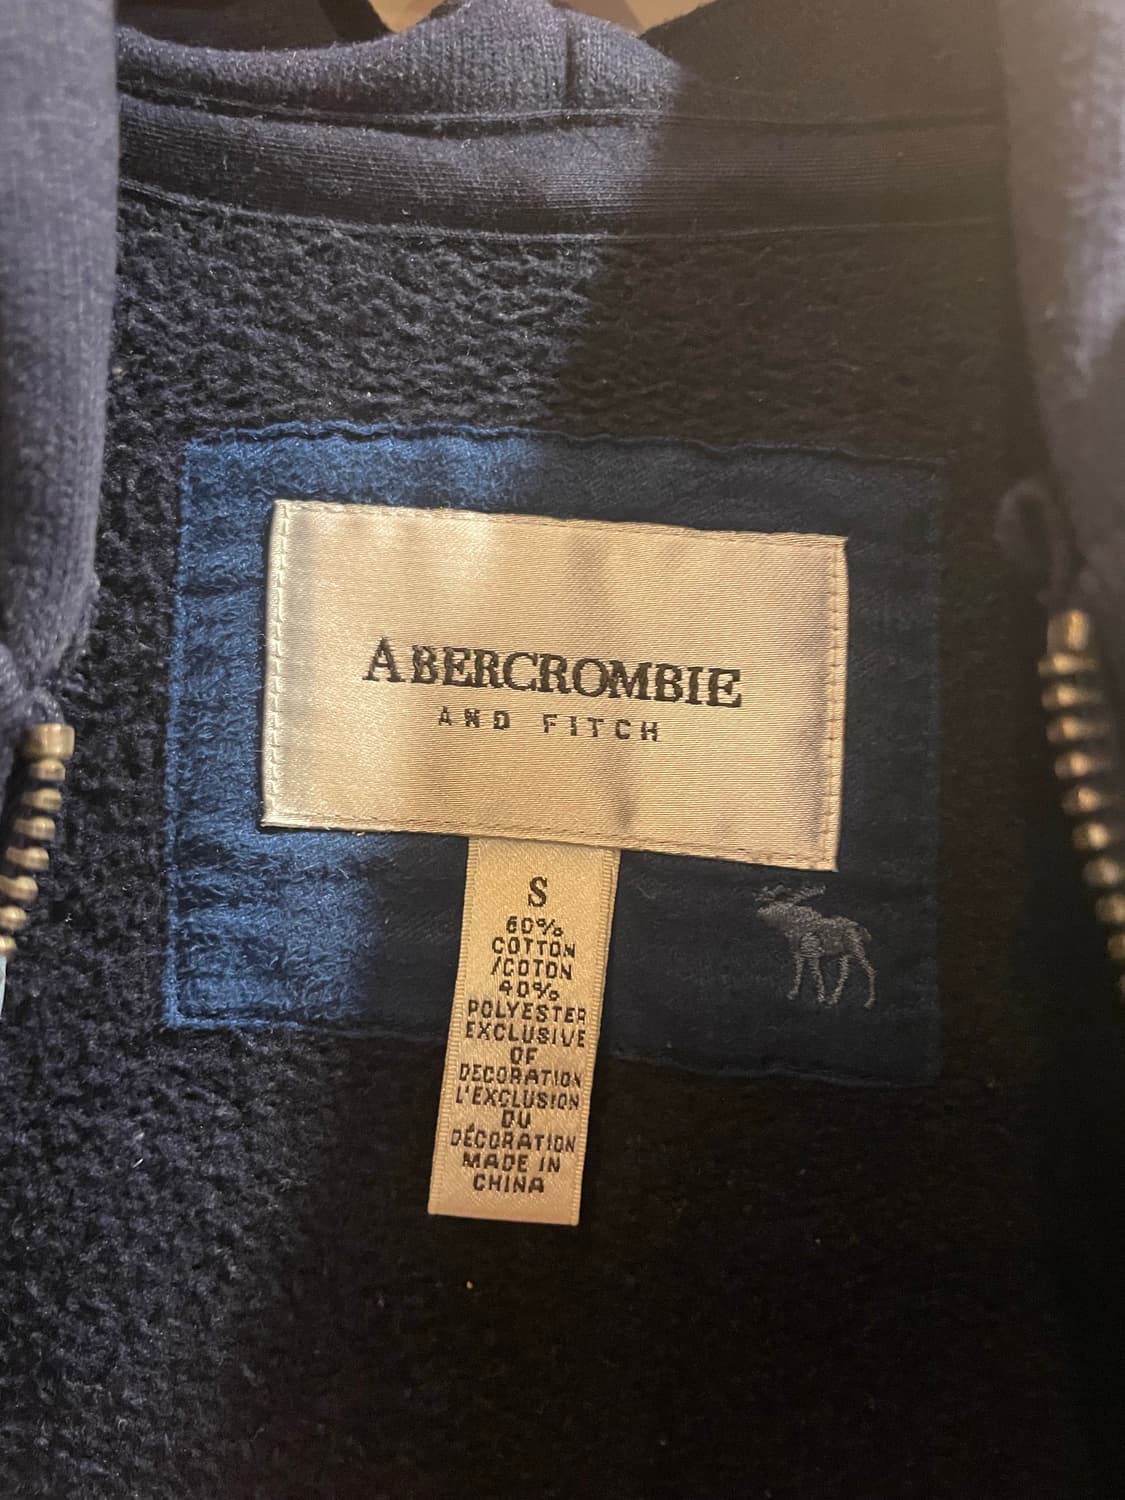 ABERCROMBIE
AND FITCH
S
60%
COTTON
/COTON
40%
POLYESTER
EXCLUSIVE
OF
DECORATION
L'EXCLUSION
DU
DÉCORATION
MADE IN
CHINA